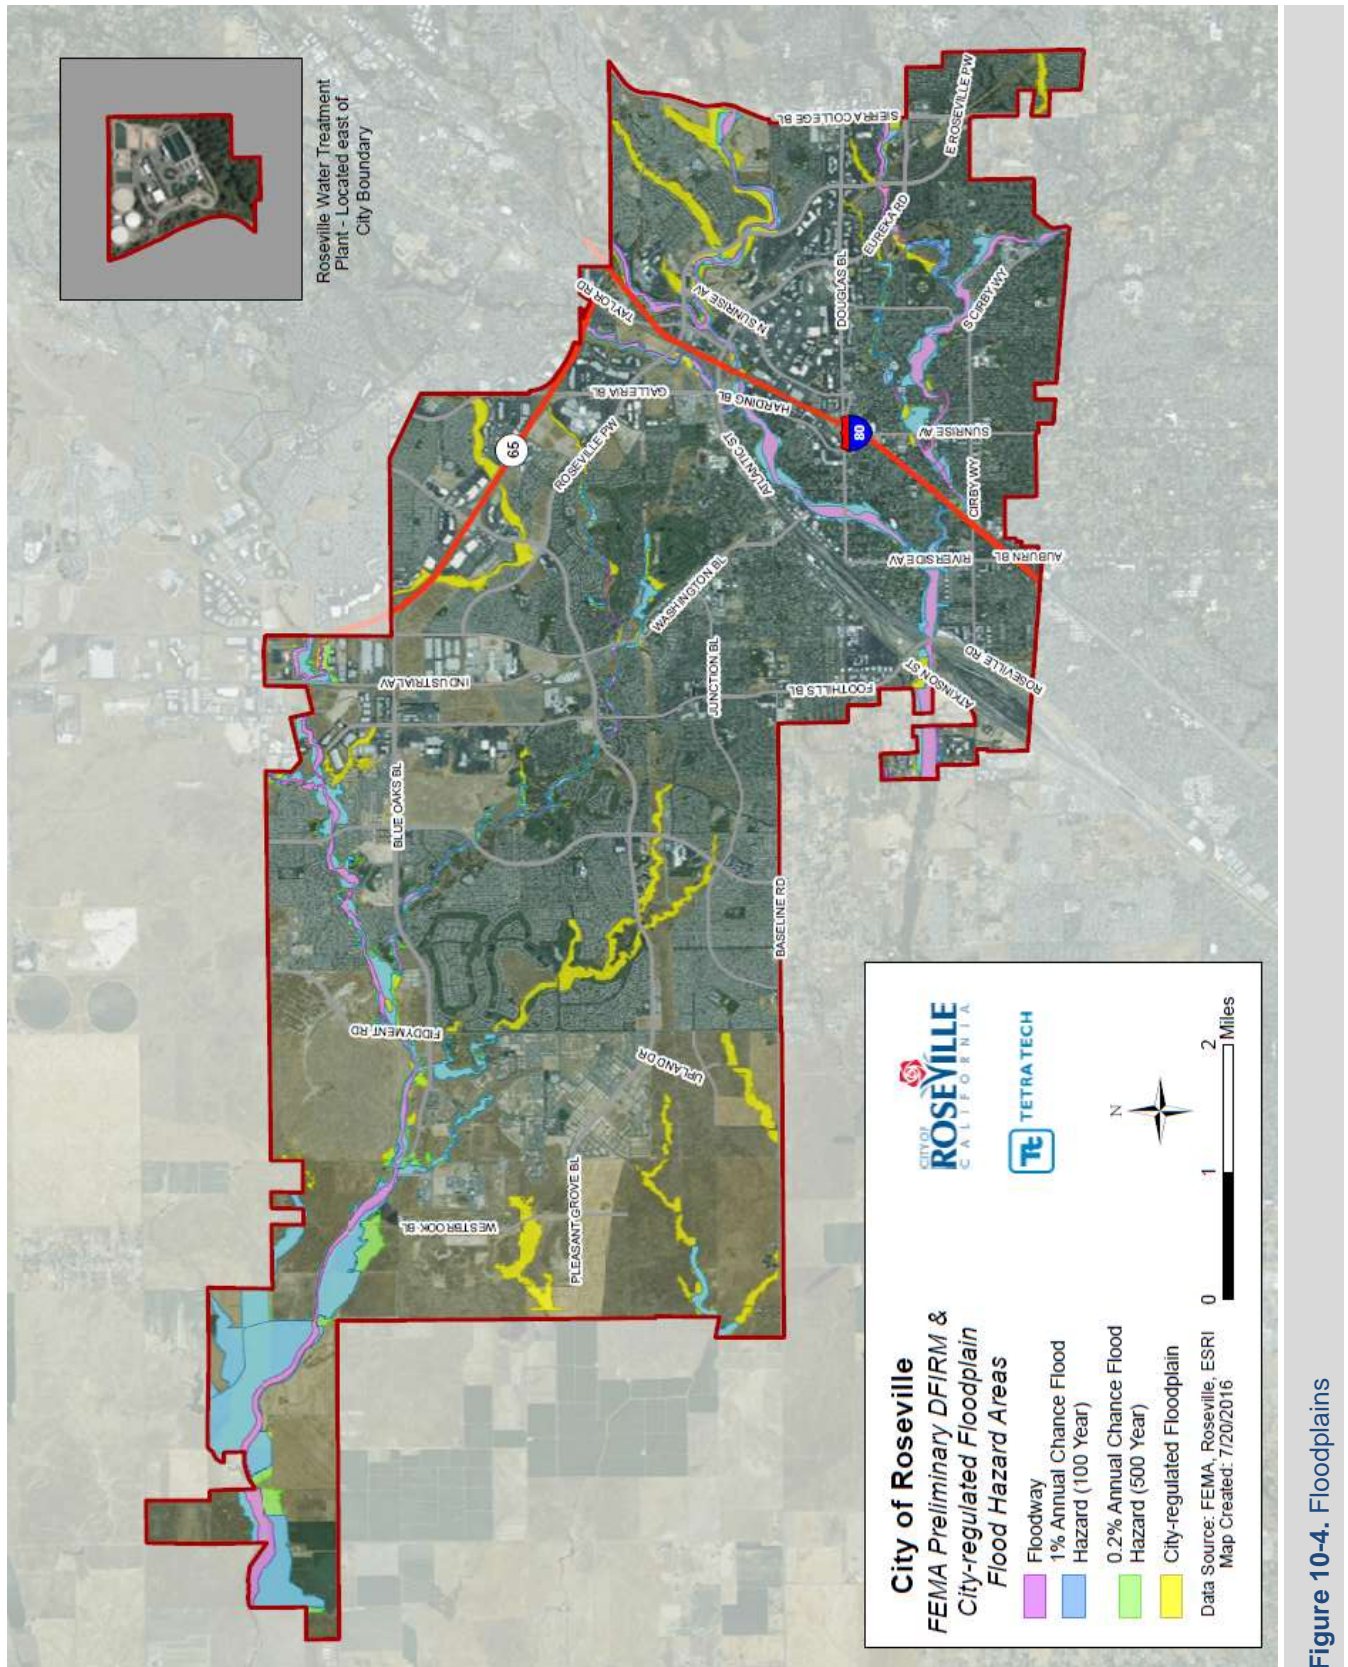 Roseville Water Treatment
Plant - Located east of
City Boundary
SIERRA COLLEGE BL
E ROSEVILLE PW
EUREKA RD
DOUGLAS BL
TAYLOR RD
N SUNRISE AV
S CIRBY WY
GALLERIA BL
HARDING BL
65
ROSEVILLE PW
ATLANTIC ST
80
SUNRISE AV
CIRBY WY
RIVERSIDE AV
AUBURN BL
WASHINGTON BL
INDUSTRIAL AV
JUNCTION BL
FOOTHILLS BL
ATKINSON ST
ROSEVILLE RD
BLUE OAKS BL
BASELINE RD
FIDDYMENT RD
UPLAND DR
WESTBROOK BL
PLEASANT GROVE BL
City of Roseville
FEMA Preliminary DFIRM &
City-regulated Floodplain
Flood Hazard Areas
Floodway
1% Annual Chance Flood
Hazard (100 Year)
0.2% Annual Chance Flood
Hazard (500 Year)
City-regulated Floodplain
Data Source: FEMA, Roseville, ESRI
Map Created: 7/20/2016
CITY OF
ROSEVILLE
CALIFORNIA
Tt TETRA TECH
N
0 1 2
Miles
Figure 10-4. Floodplains